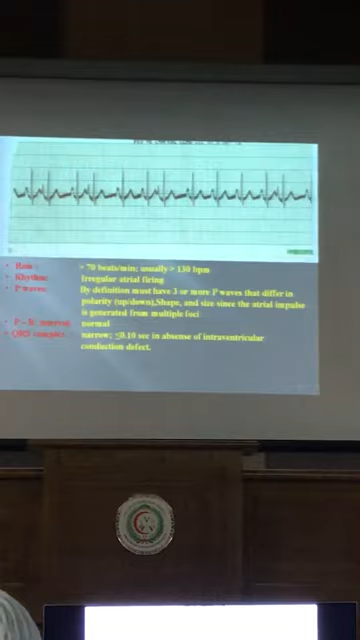 Rate : - 70 beats/min; usually > 130 bpm
Rhythm: Irregular atrial firing
P waves: By definition must have 3 or more P waves that differ in
polarity (up/down),Shape, and size since the atrial impulse
is generated from multiple foci
P – R: interval normal
QRS complex: narrow; ≤0.10 sec in absense of intraventricular
conduction defect.